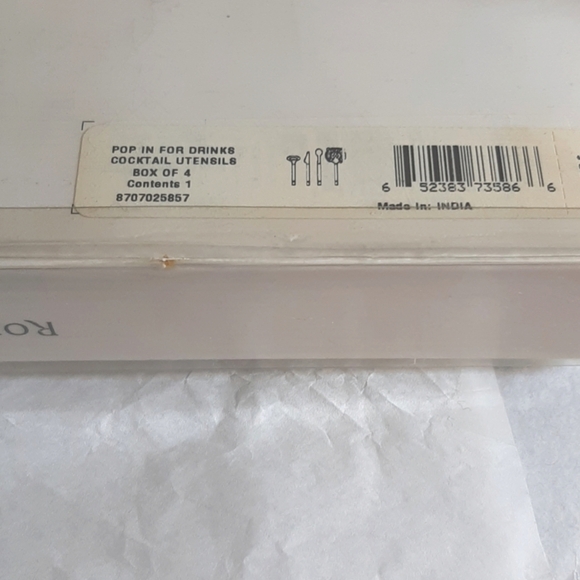 POP IN FOR DRINKS
COCKTAIL UTENSILS
BOX OF 4
Contents 1
8707025857
6 52383 73586 6
Made In: INDIA